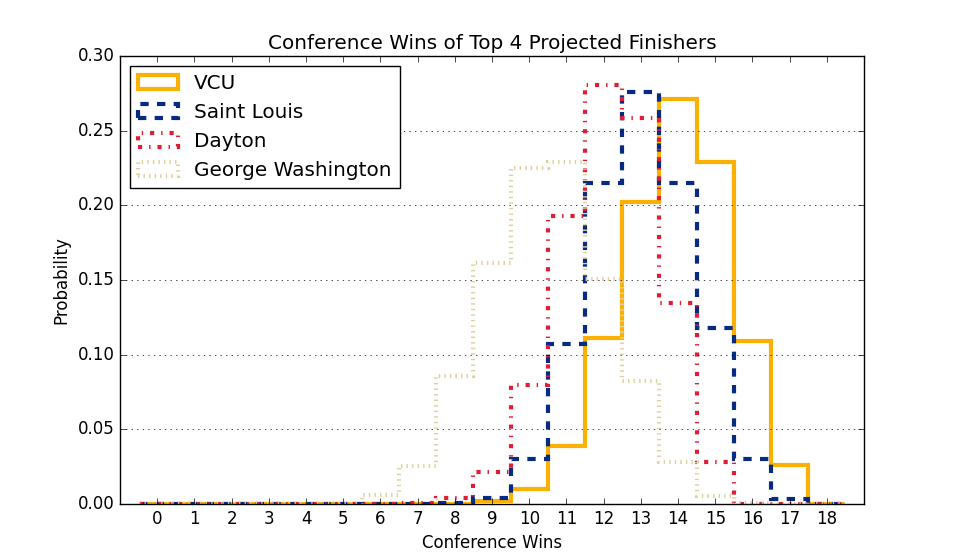 Conference Wins of Top 4 Projected Finishers
0.30
0.25
0.20
0.15
0.10
0.05
0.00
Probability
VCU
Saint Louis
Dayton
George Washington
0 1 2 3 4 5 6 7 8 9 10 11 12 13 14 15 16 17 18
Conference Wins